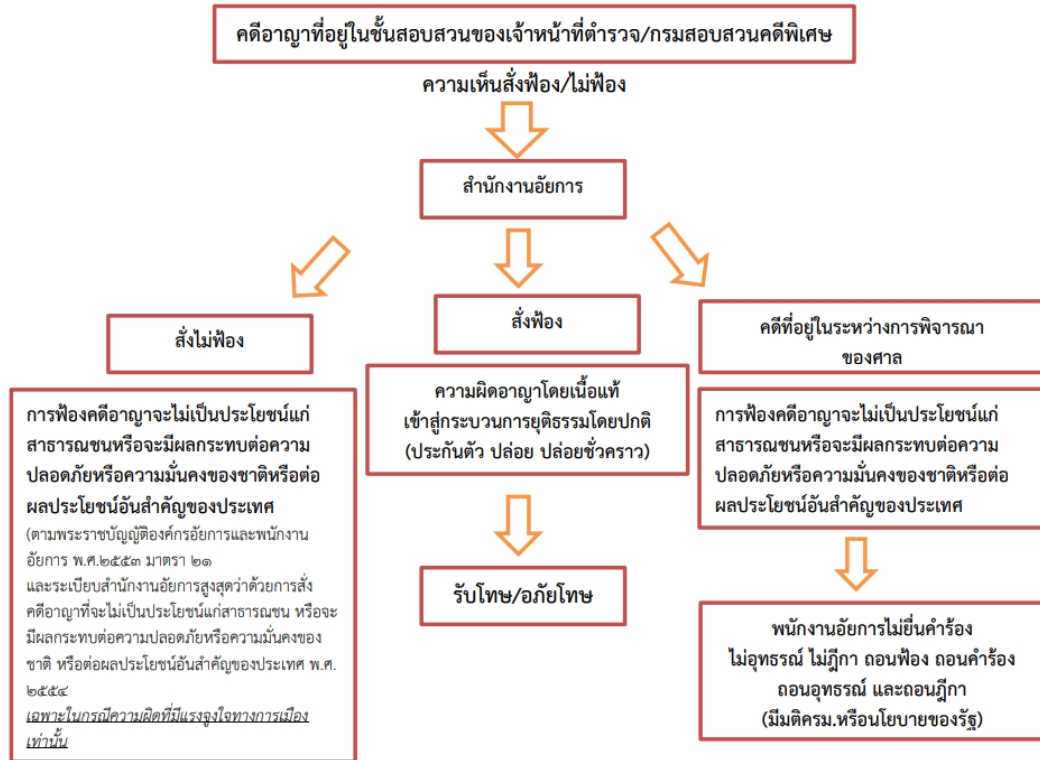 คดีอาญาที่อยู่ในชั้นสอบสวนของเจ้าหน้าที่ตำรวจ/กรมสอบสวนคดีพิเศษ
ความเห็นสั่งฟ้อง/ไม่ฟ้อง
สำนักงานอัยการ
สั่งไม่ฟ้อง
การฟ้องคดีอาญาจะไม่เป็นประโยชน์แก่
สาธารณชนหรือจะมีผลกระทบต่อความ
ปลอดภัยหรือความมั่นคงของชาติหรือต่อ
ผลประโยชน์อันสำคัญของประเทศ
(ตามพระราชบัญญัติองค์กรอัยการและพนักงาน
อัยการ พ.ศ.๒๕๕๓ มาตรา ๒๑
และระเบียบสำนักงานอัยการสูงสุดว่าด้วยการสั่ง
คดีอาญาที่จะไม่เป็นประโยชน์แก่สาธารณชน หรือจะ
มีผลกระทบต่อความปลอดภัยหรือความมั่นคงของ
ชาติ หรือต่อผลประโยชน์อันสำคัญของประเทศ พ.ศ.
๒๕๕๔
เฉพาะในกรณีความผิดที่มีแรงจูงใจทางการเมือง
เท่านั้น
สั่งฟ้อง
ความผิดอาญาโดยเนื้อแท้
เข้าสู่กระบวนการยุติธรรมโดยปกติ
(ประกันตัว ปล่อย ปล่อยชั่วคราว)
รับโทษ/อภัยโทษ
คดีที่อยู่ในระหว่างการพิจารณา
ของศาล
การฟ้องคดีอาญาจะไม่เป็นประโยชน์แก่
สาธารณชนหรือจะมีผลกระทบต่อความ
ปลอดภัยหรือความมั่นคงของชาติหรือต่อ
ผลประโยชน์อันสำคัญของประเทศ
พนักงานอัยการไม่ยื่นคำร้อง
ไม่อุทธรณ์ ไม่ฎีกา ถอนฟ้อง ถอนคำร้อง
ถอนอุทธรณ์ และถอนฎีกา
(มีมติครม.หรือนโยบายของรัฐ)